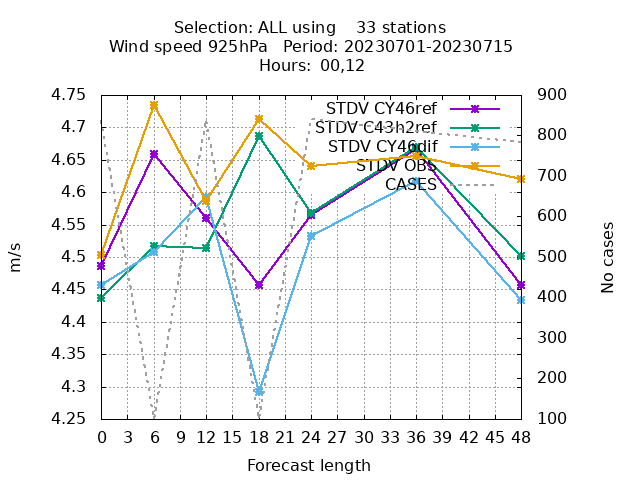 Selection: ALL using    33 stations
Wind speed 925hPa   Period: 20230701-20230715
Hours:  00,12
4.75
4.7
4.65
4.6
4.55
4.5
4.45
4.4
4.35
4.3
4.25
m/s
STDV CY46ref
STDV C43h2ref
STDV CY46dif
STDV OBS
CASES
900
800
700
600
500
400
300
200
100
No cases
0 3 6 9 12 15 18 21 24 27 30 33 36 39 42 45 48
Forecast length